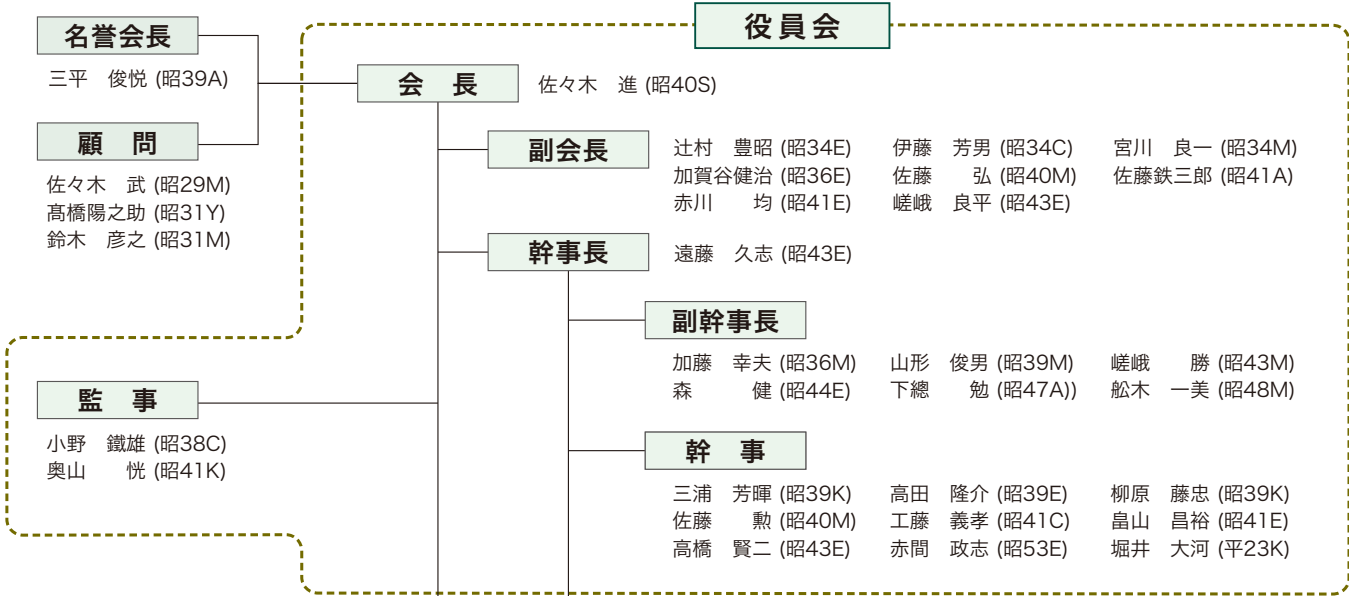 役員会
名誉会長
三平　俊悦 (昭39A)
顧　問
佐々木　武 (昭29M)
髙橋陽之助 (昭31Y)
鈴木　彦之 (昭31M)
会　長
佐々木　進 (昭40S)
副会長
辻村　豊昭 (昭34E)　伊藤　芳男 (昭34C)　宮川　良一 (昭34M)
加賀谷健治 (昭36E)　佐藤　　弘 (昭40M)　佐藤鉄三郎 (昭41A)
赤川　　均 (昭41E)　嵯峨　良平 (昭43E)
幹事長
遠藤　久志 (昭43E)
副幹事長
加藤　幸夫 (昭36M)　山形　俊男 (昭39M)　嵯峨　　勝 (昭43M)
森　　　健 (昭44E)　下總　　勉 (昭47A))　舩木　一美 (昭48M)
監　事
小野　鐵雄 (昭38C)
奥山　　恍 (昭41K)
幹　事
三浦　芳暉 (昭39K)　高田　隆介 (昭39E)　柳原　藤忠 (昭39K)
佐藤　　勲 (昭40M)　工藤　義孝 (昭41C)　畠山　昌裕 (昭41E)
高橋　賢二 (昭43E)　赤間　政志 (昭53E)　堀井　大河 (平23K)